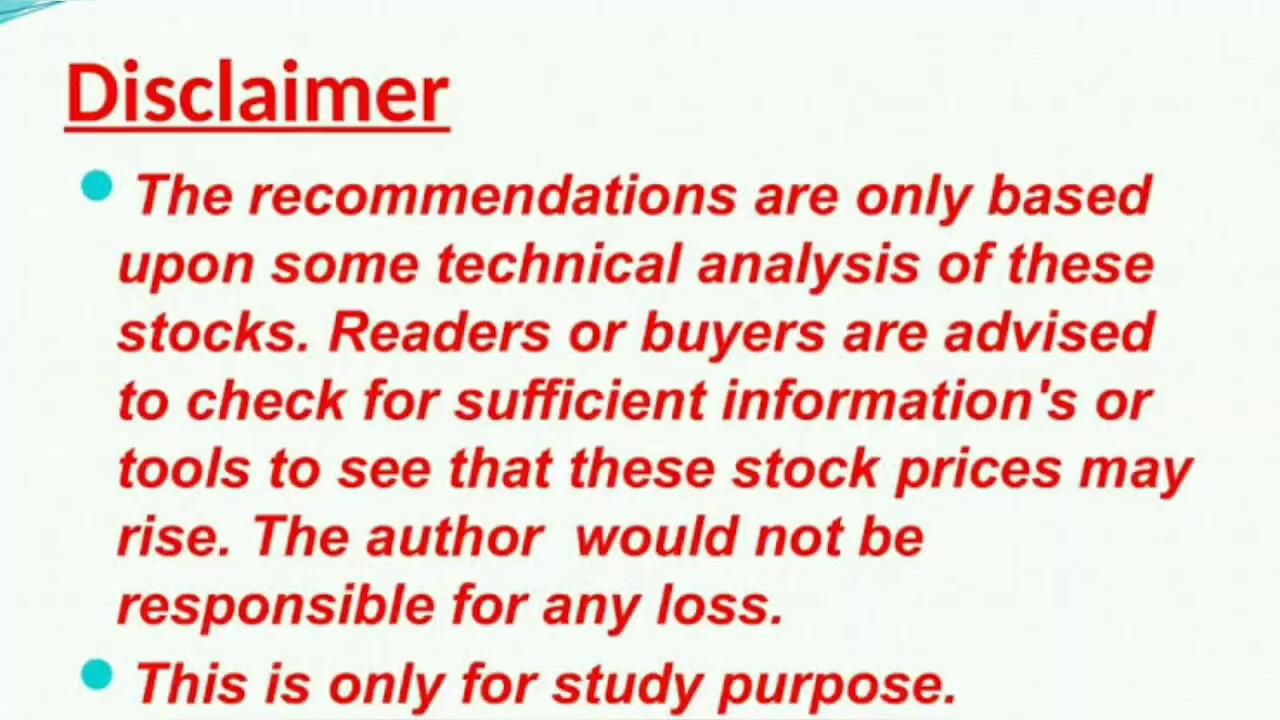 Disclaimer
The recommendations are only based
upon some technical analysis of these
stocks. Readers or buyers are advised
to check for sufficient information's or
tools to see that these stock prices may
rise. The author would not be
responsible for any loss.
This is only for study purpose.